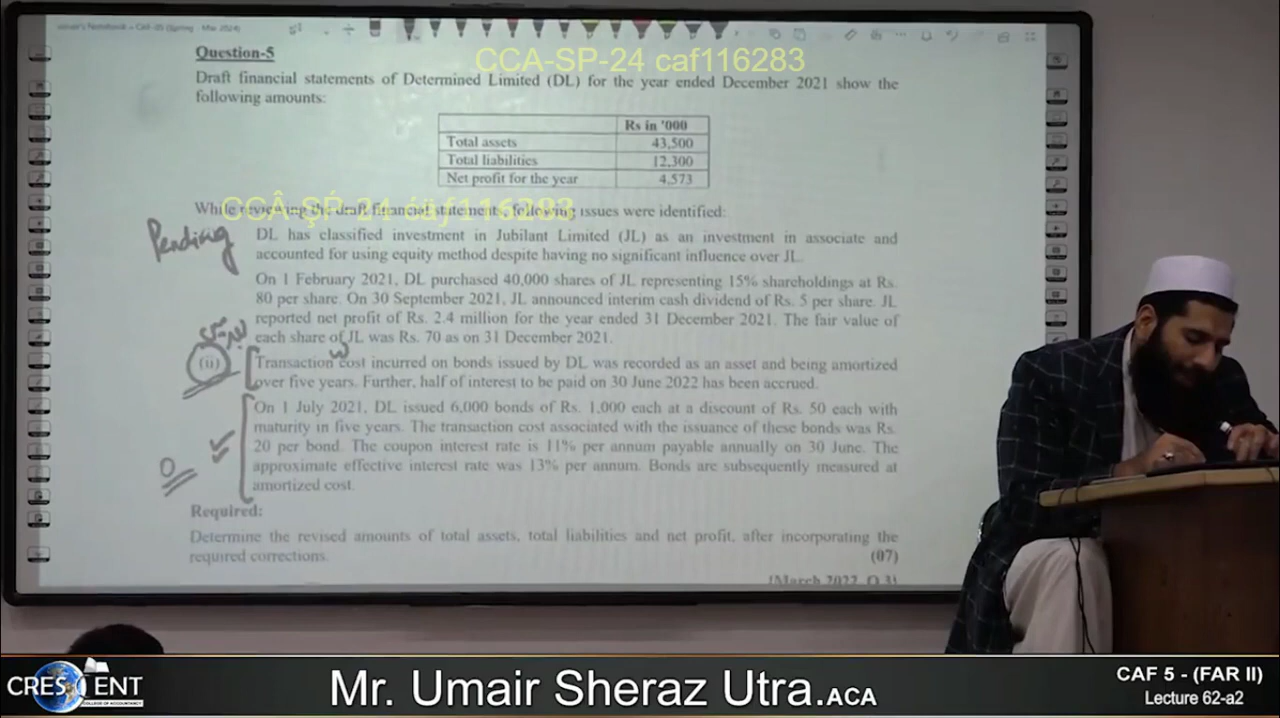 Question-5
CCA-SP-24 caf116283
Draft financial statements of Determined Limited (DL) for the year ended December 2021 show the
following amounts:
Rs in '000
Total assets 43,500
Total liabilities 12,300
Net profit for the year 4,573
CCA-SP-24 caf116283
While reviewing the draft financial statements, following issues were identified:
Pending
DL has classified investment in Jubilant Limited (JL) as an investment in associate and
accounted for using equity method despite having no significant influence over JL.
On 1 February 2021, DL purchased 40,000 shares of JL representing 15% shareholdings at Rs.
80 per share. On 30 September 2021, JL announced interim cash dividend of Rs. 5 per share. JL
reported net profit of Rs. 2.4 million for the year ended 31 December 2021. The fair value of
each share of JL was Rs. 70 as on 31 December 2021.
(ii) Transaction cost incurred on bonds issued by DL was recorded as an asset and being amortized
over five years. Further, half of interest to be paid on 30 June 2022 has been accrued.
On 1 July 2021, DL issued 6,000 bonds of Rs. 1,000 each at a discount of Rs. 50 each with
maturity in five years. The transaction cost associated with the issuance of these bonds was Rs.
20 per bond. The coupon interest rate is 11% per annum payable annually on 30 June. The
approximate effective interest rate was 13% per annum. Bonds are subsequently measured at
amortized cost.
Required:
Determine the revised amounts of total assets, total liabilities and net profit, after incorporating the
required corrections.
(07)
CRESCENT
COLLEGE OF ACCOUNTANCY
Mr. Umair Sheraz Utra.ACA
CAF 5 - (FAR II)
Lecture 62-a2